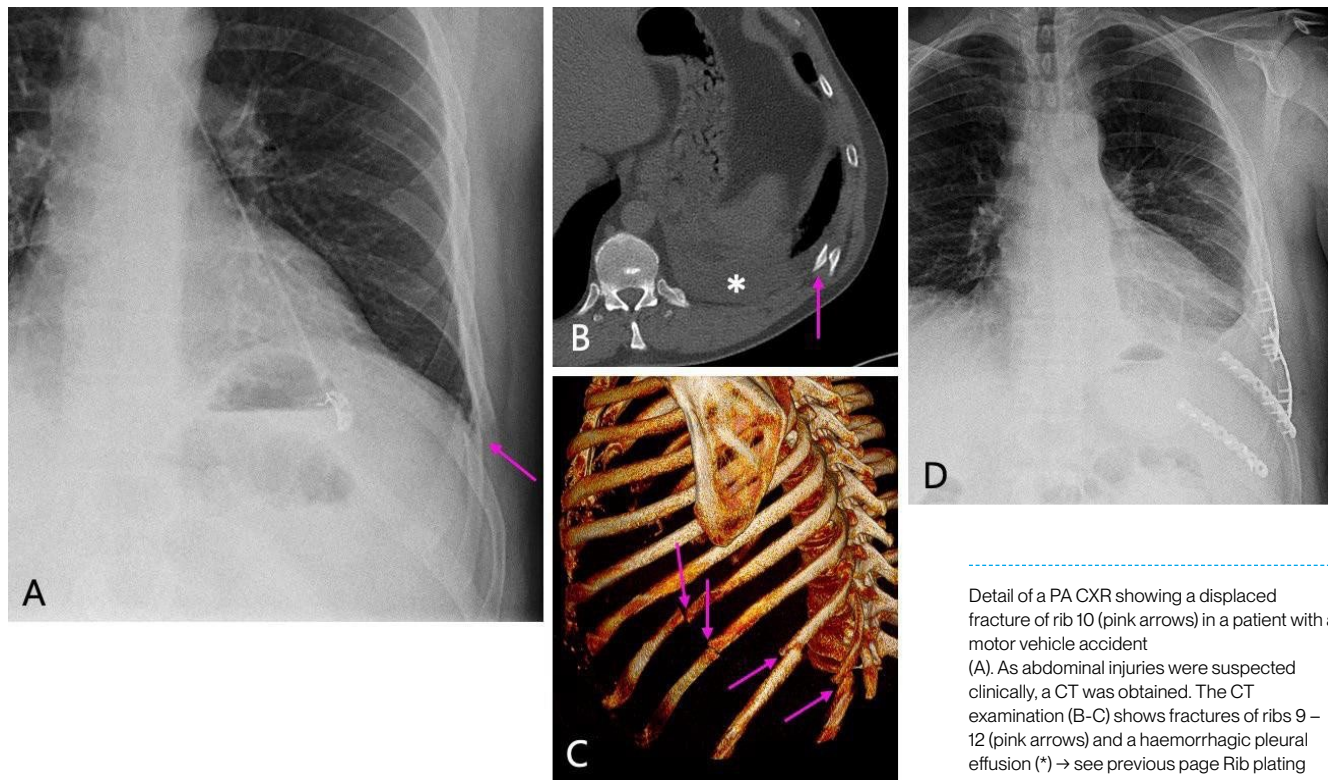 A
B
*
C
D
Detail of a PA CXR showing a displaced
fracture of rib 10 (pink arrows) in a patient with a
motor vehicle accident
(A). As abdominal injuries were suspected
clinically, a CT was obtained. The CT
examination (B-C) shows fractures of ribs 9 –
12 (pink arrows) and a haemorrhagic pleural
effusion (*) → see previous page Rib plating